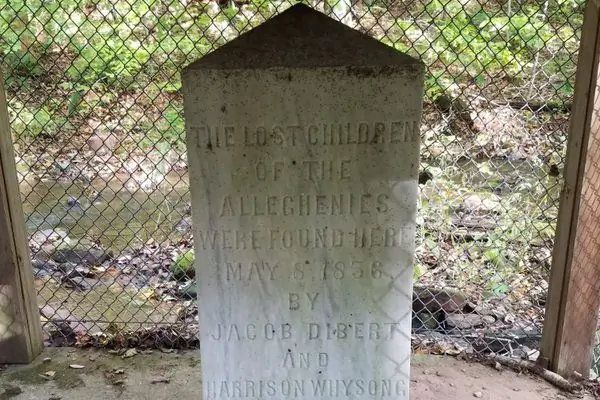 THE LOST CHILDREN
OF THE
ALLEGHENIES
WERE FOUND HERE
MAY 8, 1856
BY
JACOB DIBERT
AND
HARRISON WHYSONG